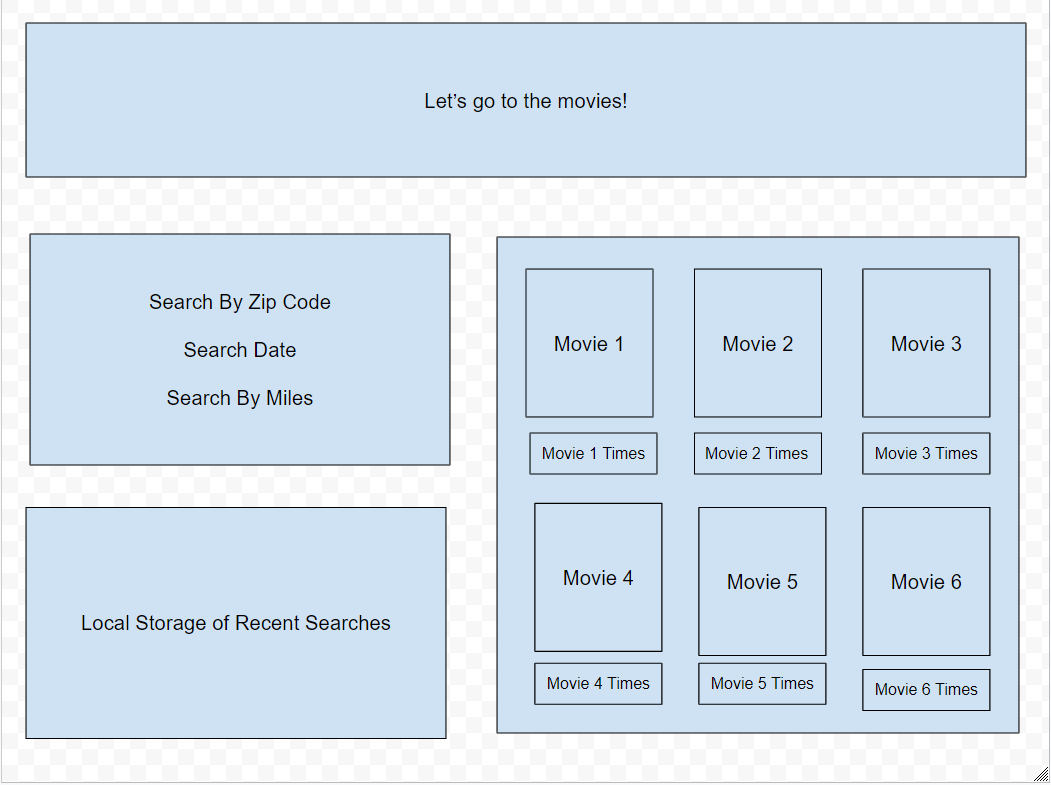 Let’s go to the movies!
Search By Zip Code
Search Date
Search By Miles
Local Storage of Recent Searches
Movie 1
Movie 2
Movie 3
Movie 1 Times
Movie 2 Times
Movie 3 Times
Movie 4
Movie 5
Movie 6
Movie 4 Times
Movie 5 Times
Movie 6 Times